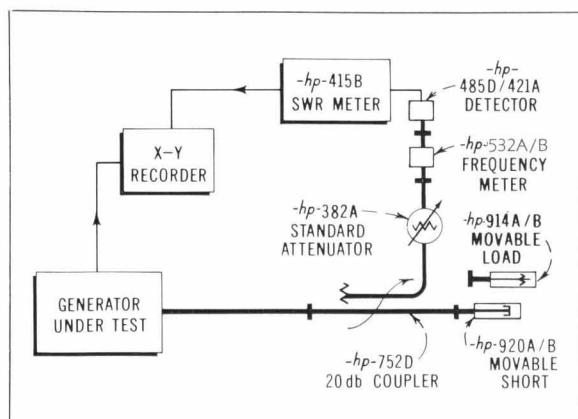 -hp-415B
SWR METER
-hp-
485D/421A
DETECTOR
X-Y
RECORDER
-hp-532A/B
FREQUENCY
METER
-hp-382A
STANDARD
ATTENUATOR
-hp-914A/B
MOVABLE
LOAD
GENERATOR
UNDER TEST
-hp-752D
20db COUPLER
-hp-920A/B
MOVABLE
SHORT